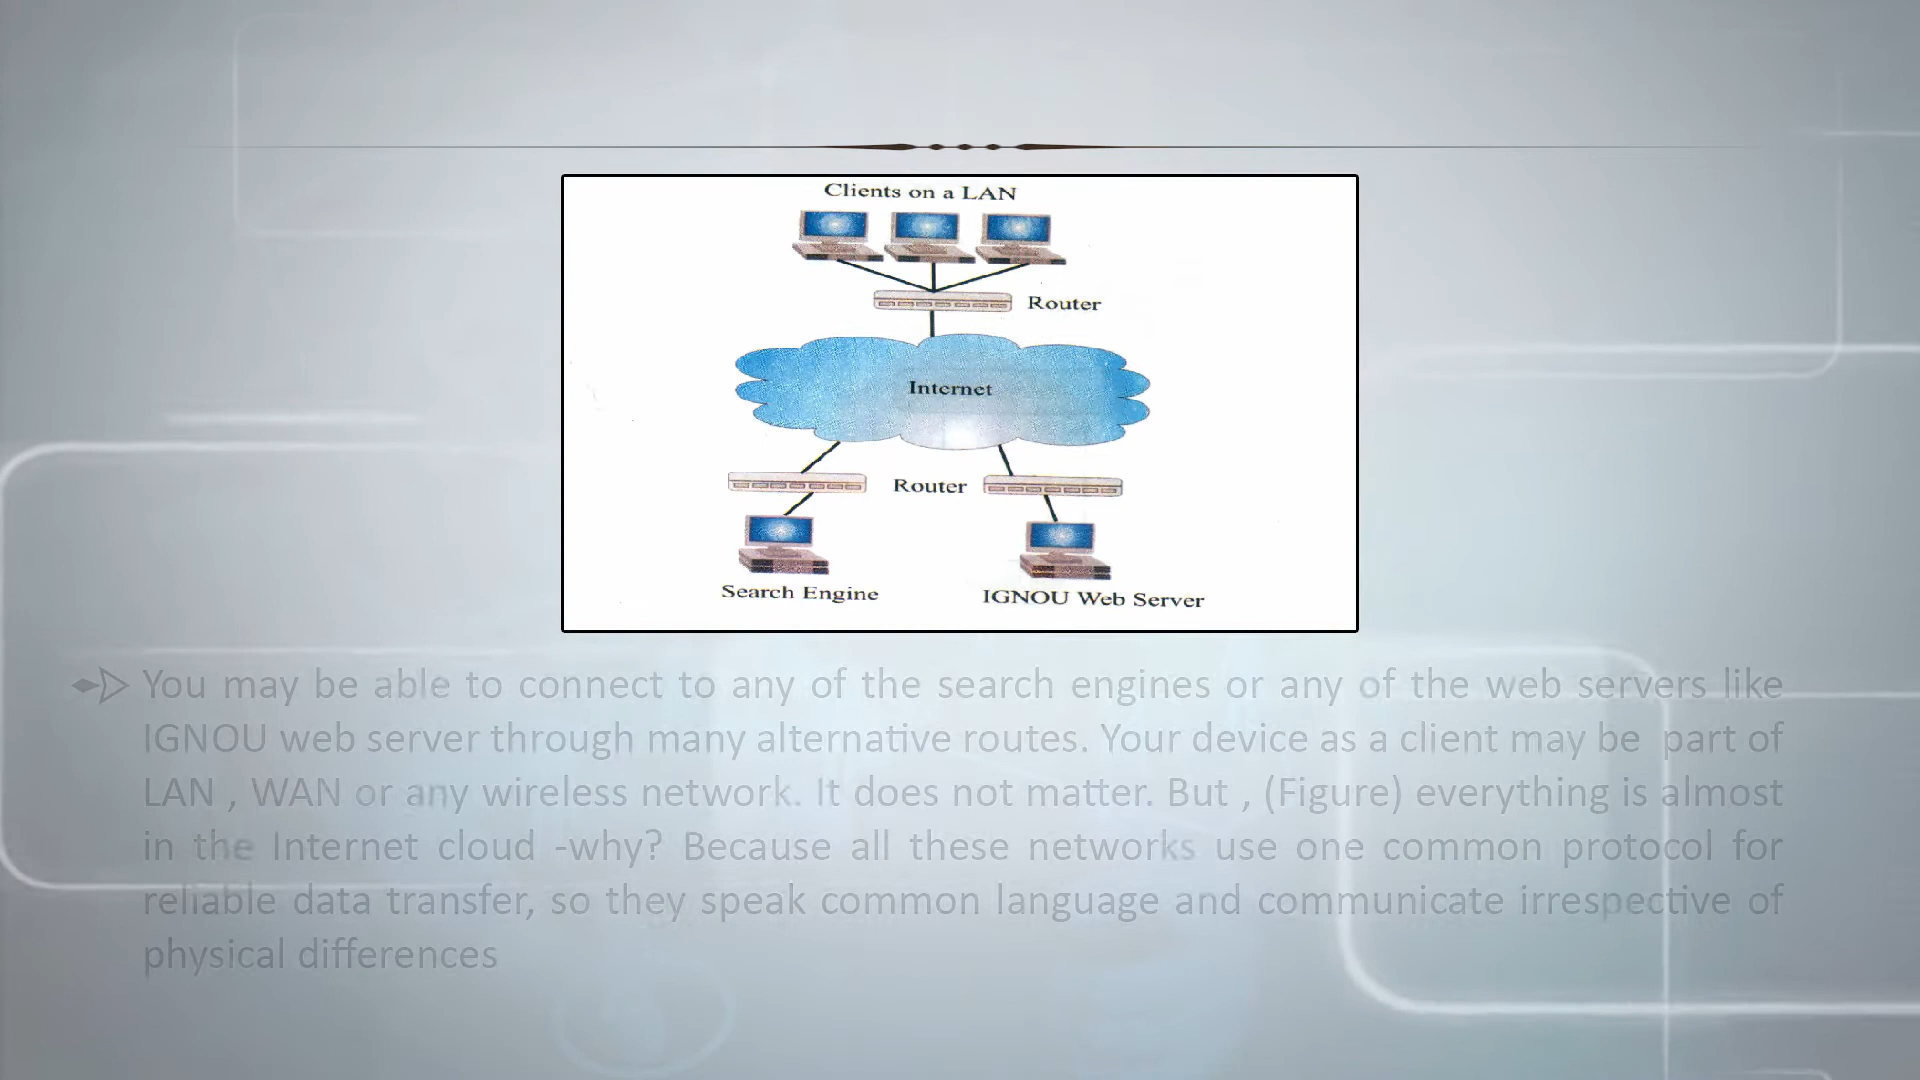 Clients on a LAN
Router
Internet
Router
Search Engine
IGNOU Web Server
You may be able to connect to any of the search engines or any of the web servers like
IGNOU web server through many alternative routes. Your device as a client may be part of
LAN , WAN or any wireless network. It does not matter. But , (Figure) everything is almost
in the Internet cloud -why? Because all these networks use one common protocol for
reliable data transfer, so they speak common language and communicate irrespective of
physical differences